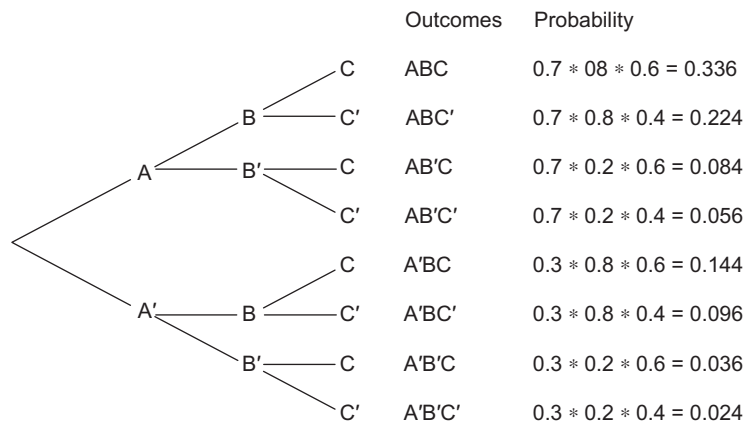 Outcomes Probability
C ABC 0.7 * 08 * 0.6 = 0.336
B C′ ABC′ 0.7 * 0.8 * 0.4 = 0.224
A B′ C AB′C 0.7 * 0.2 * 0.6 = 0.084
C′ AB′C′ 0.7 * 0.2 * 0.4 = 0.056
C A′BC 0.3 * 0.8 * 0.6 = 0.144
A′ B C′ A′BC′ 0.3 * 0.8 * 0.4 = 0.096
B′ C A′B′C 0.3 * 0.2 * 0.6 = 0.036
C′ A′B′C′ 0.3 * 0.2 * 0.4 = 0.024